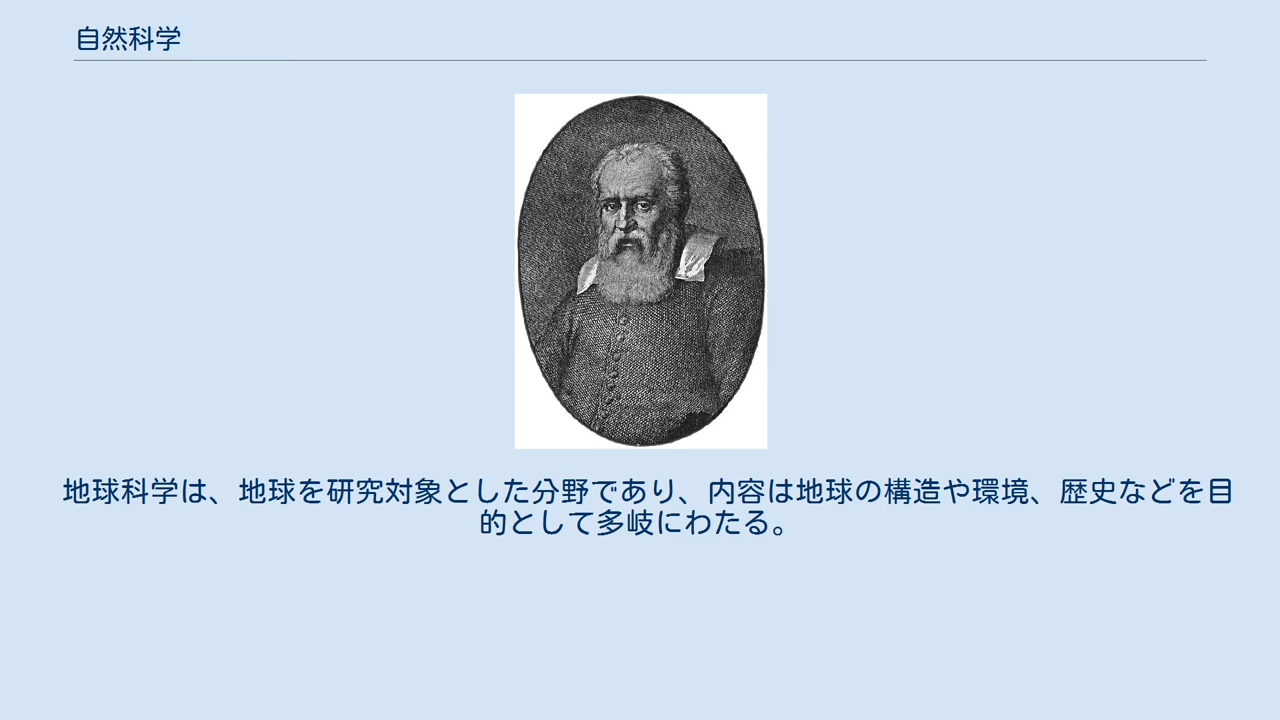 自然科学
地球科学は、地球を研究対象とした分野であり、内容は地球の構造や環境、歴史などを目
的として多岐にわたる。